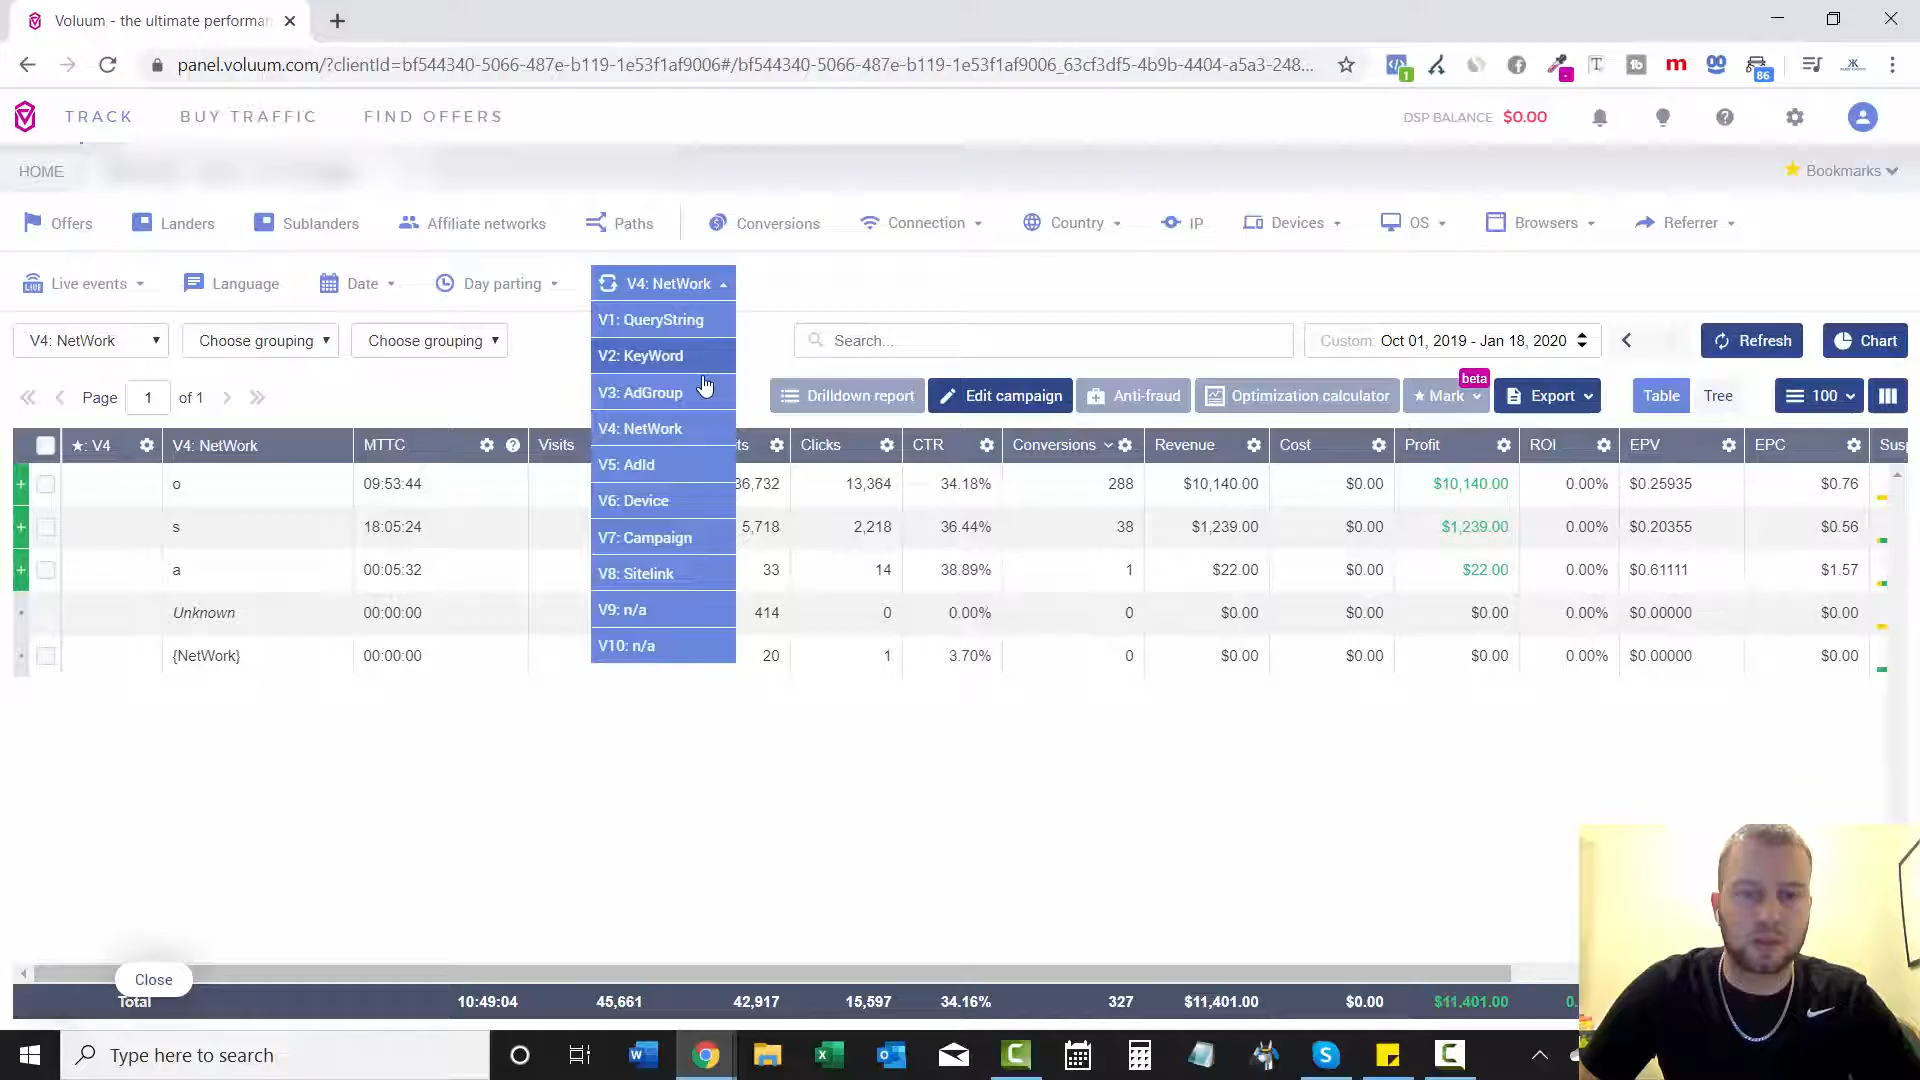 Voluum - the ultimate performan
panel.voluum.com/?clientId=bf544340-5066-487e-b119-1e53f1af9006#/bf544340-5066-487e-b119-1e53f1af9006_63cf3df5-4b9b-4404-a5a3-248...
1
86
TRACK BUY TRAFFIC FIND OFFERS DSP BALANCE $0.00
HOME Bookmarks
Offers Landers Sublanders Affiliate networks Paths Conversions Connection Country IP Devices OS Browsers Referrer
LIVE Live events Language Date Day parting V4: NetWork
V1: QueryString
V2: KeyWord
V3: AdGroup
V4: NetWork
V5: AdId
V6: Device
V7: Campaign
V8: Sitelink
V9: n/a
V10: n/a
V4: NetWork Choose grouping Choose grouping Search... Custom: Oct 01, 2019 - Jan 18, 2020 Refresh Chart
Page 1 of 1 Drilldown report Edit campaign Anti-fraud Optimization calculator Mark beta Export Table Tree 100
★: V4 V4: NetWork MTTC Visits ts Clicks CTR Conversions Revenue Cost Profit ROI EPV EPC Sus
o 09:53:44 36,732 13,364 34.18% 288 $10,140.00 $0.00 $10,140.00 0.00% $0.25935 $0.76
s 18:05:24 5,718 2,218 36.44% 38 $1,239.00 $0.00 $1,239.00 0.00% $0.20355 $0.56
a 00:05:32 33 14 38.89% 1 $22.00 $0.00 $22.00 0.00% $0.61111 $1.57
Unknown 00:00:00 414 0 0.00% 0 $0.00 $0.00 $0.00 0.00% $0.00000 $0.00
{NetWork} 00:00:00 20 1 3.70% 0 $0.00 $0.00 $0.00 0.00% $0.00000 $0.00
Close
Total 10:49:04 45,661 42,917 15,597 34.16% 327 $11,401.00 $0.00 $11,401.00 0.
Type here to search